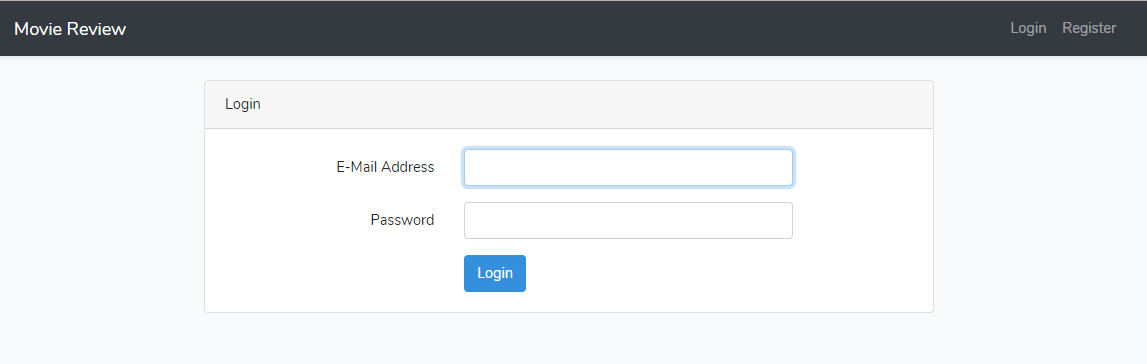 Movie Review
Login Register
Login
E-Mail Address
Password
Login